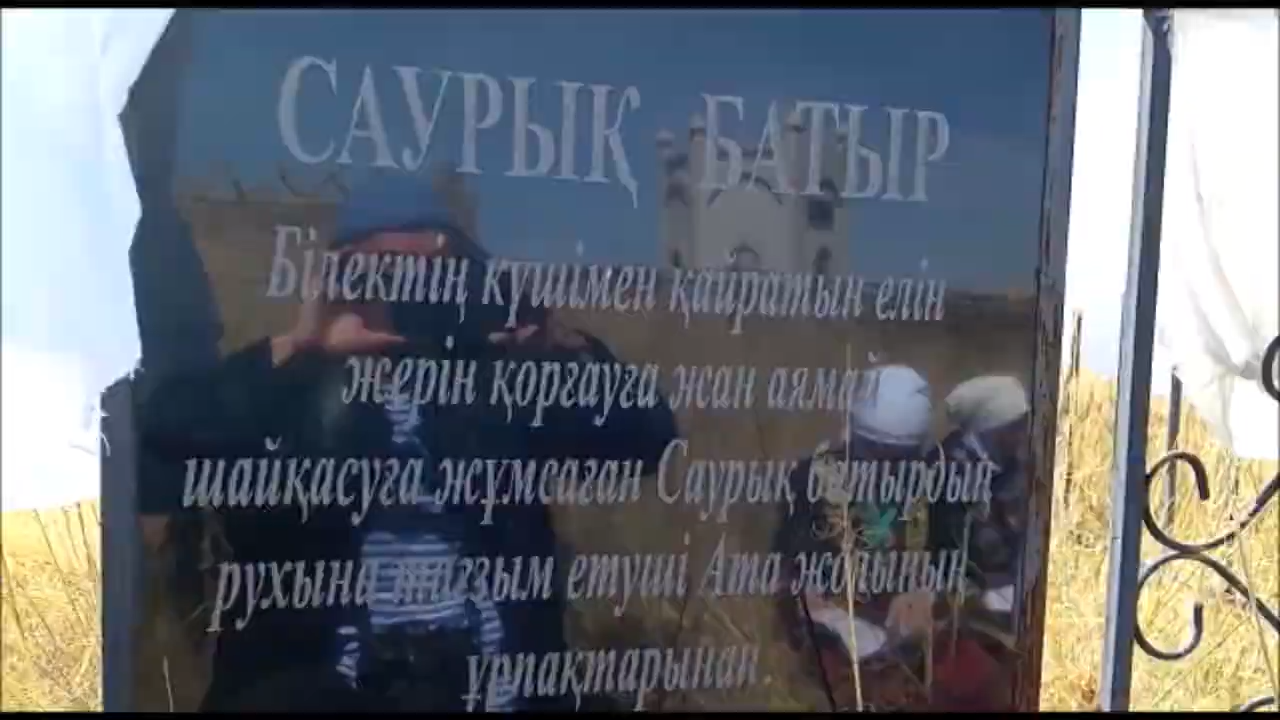 САУРЫҚ БАТЫР
Білектің күшімен қайратын елін
жерін қорғауға жан аямай
шайқасуға жұмсаған Саурық батырдың
рухына тағзым етуші Ата жолының
ұрпақтарынан.